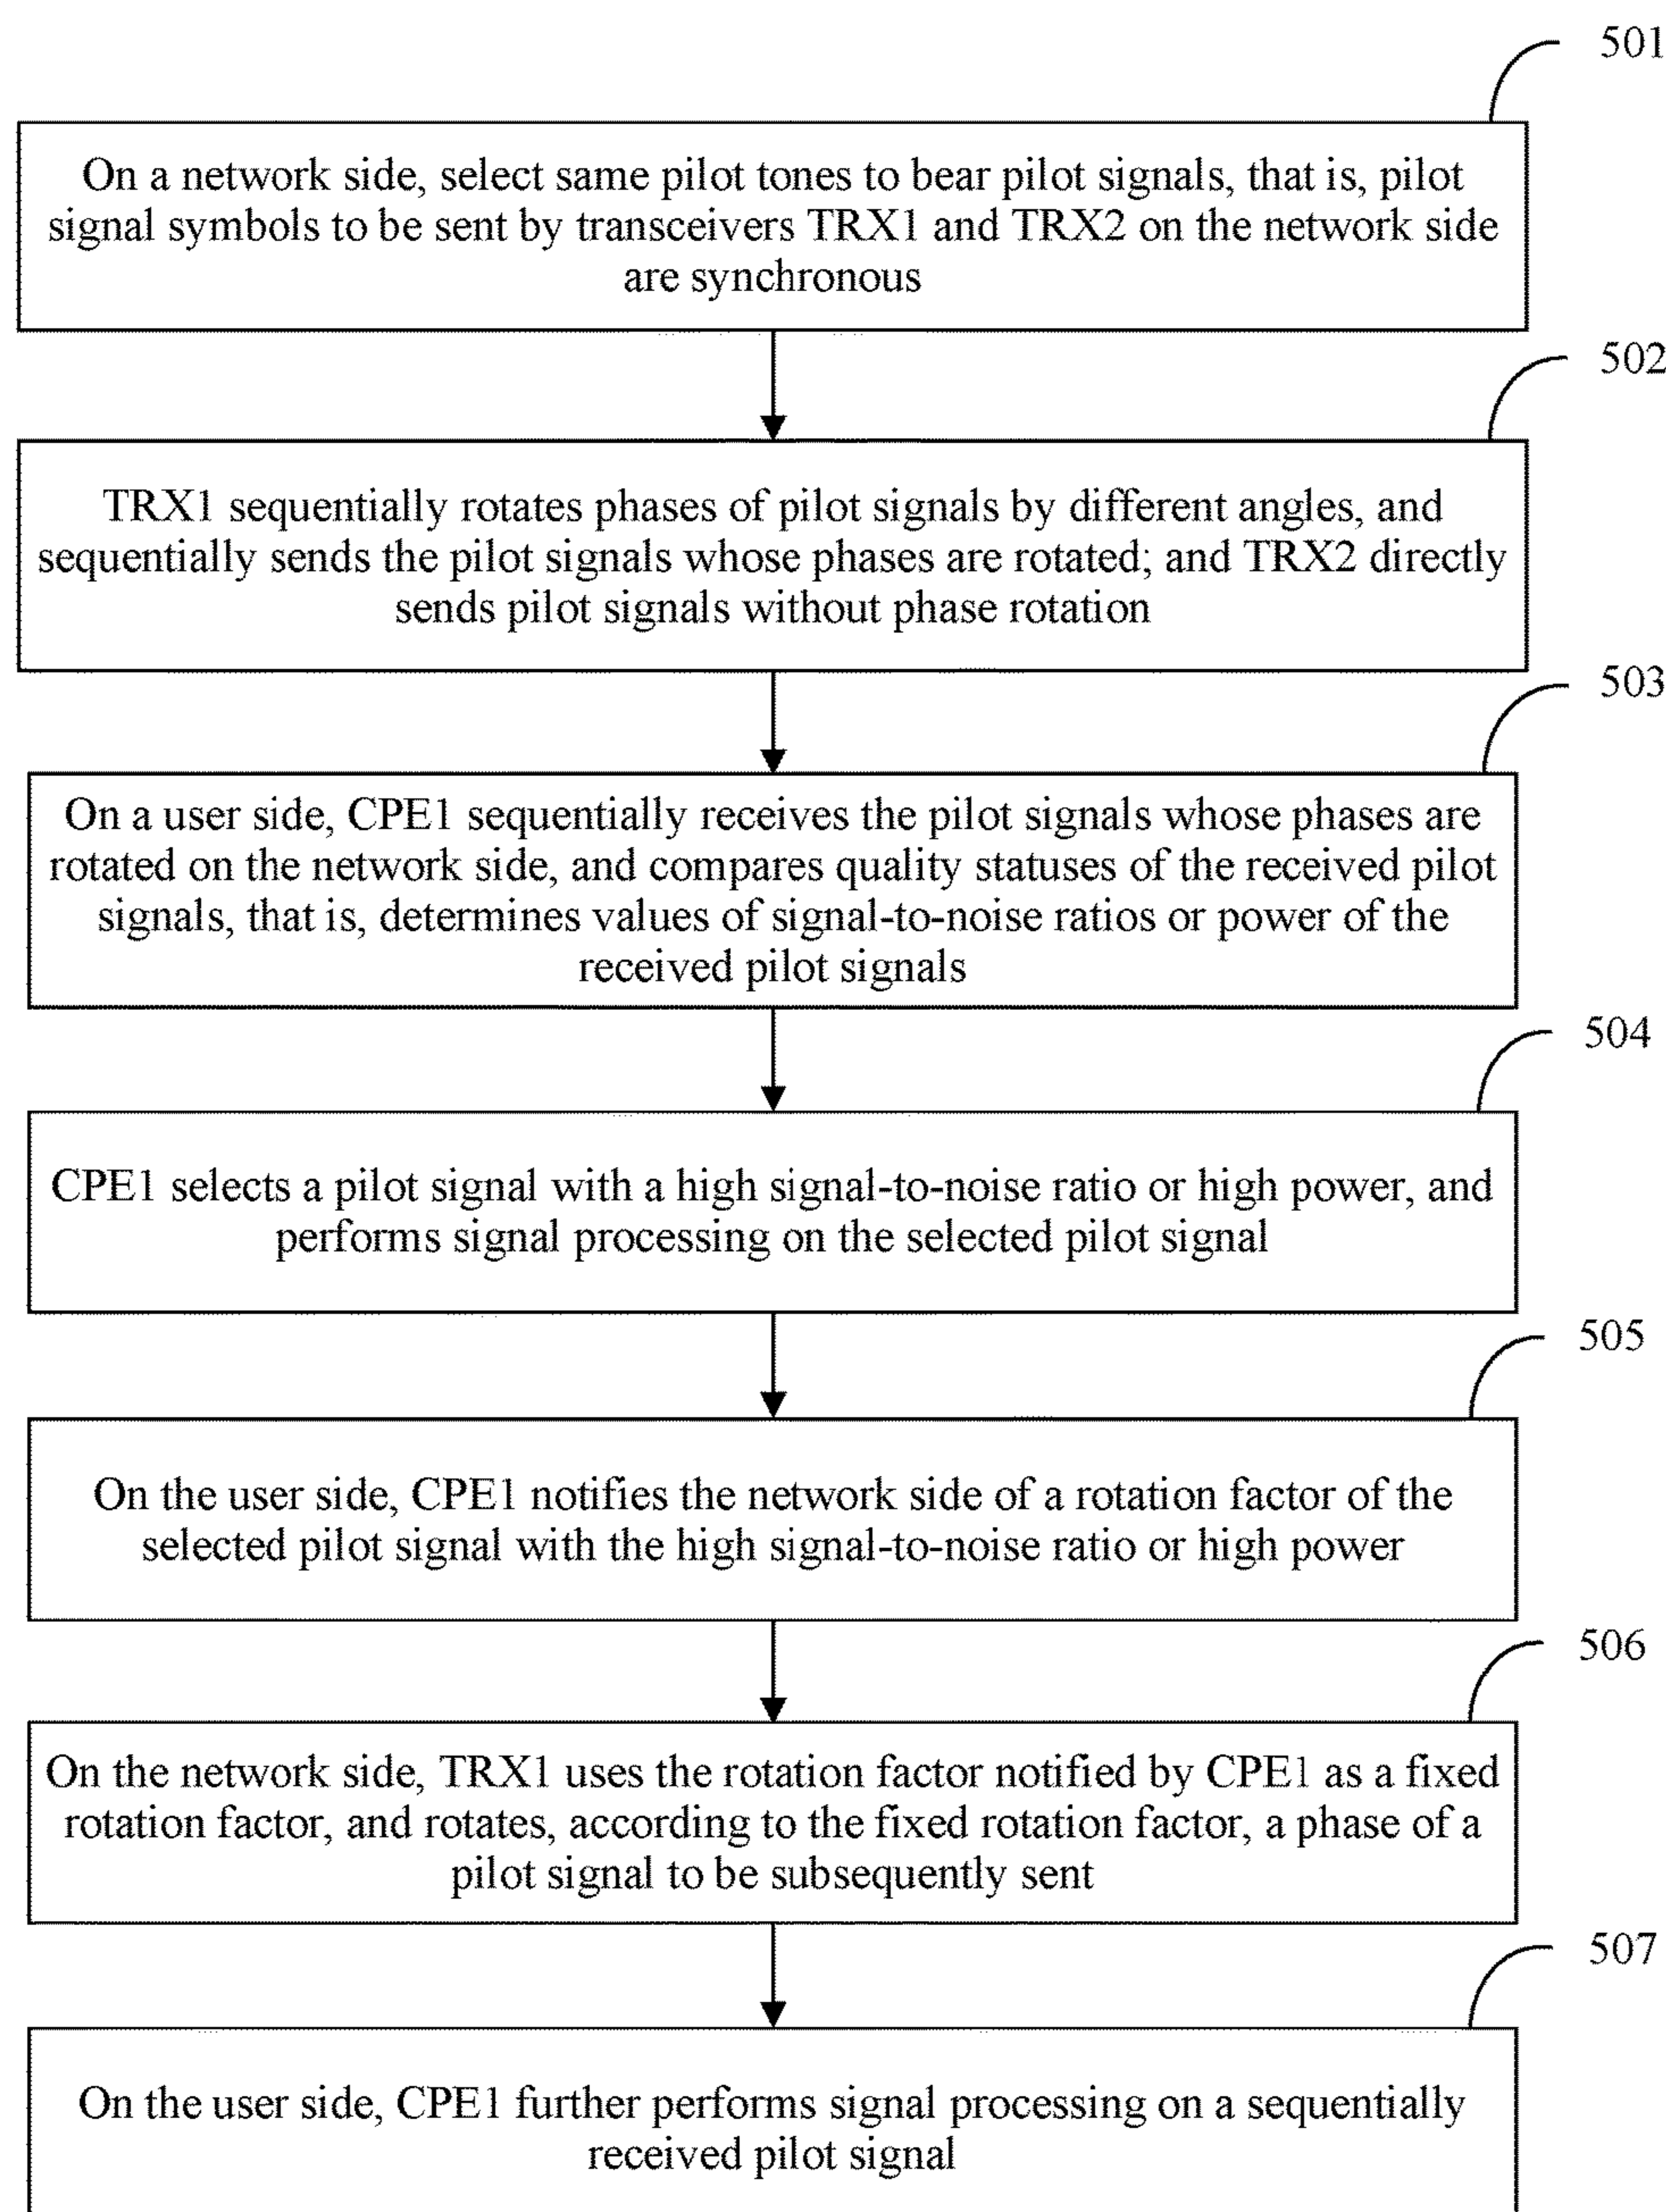 501
On a network side, select same pilot tones to bear pilot signals, that is, pilot
signal symbols to be sent by transceivers TRX1 and TRX2 on the network side
are synchronous
502
TRX1 sequentially rotates phases of pilot signals by different angles, and
sequentially sends the pilot signals whose phases are rotated; and TRX2 directly
sends pilot signals without phase rotation
503
On a user side, CPE1 sequentially receives the pilot signals whose phases are
rotated on the network side, and compares quality statuses of the received pilot
signals, that is, determines values of signal-to-noise ratios or power of the
received pilot signals
504
CPE1 selects a pilot signal with a high signal-to-noise ratio or high power, and
performs signal processing on the selected pilot signal
505
On the user side, CPE1 notifies the network side of a rotation factor of the
selected pilot signal with the high signal-to-noise ratio or high power
506
On the network side, TRX1 uses the rotation factor notified by CPE1 as a fixed
rotation factor, and rotates, according to the fixed rotation factor, a phase of a
pilot signal to be subsequently sent
507
On the user side, CPE1 further performs signal processing on a sequentially
received pilot signal